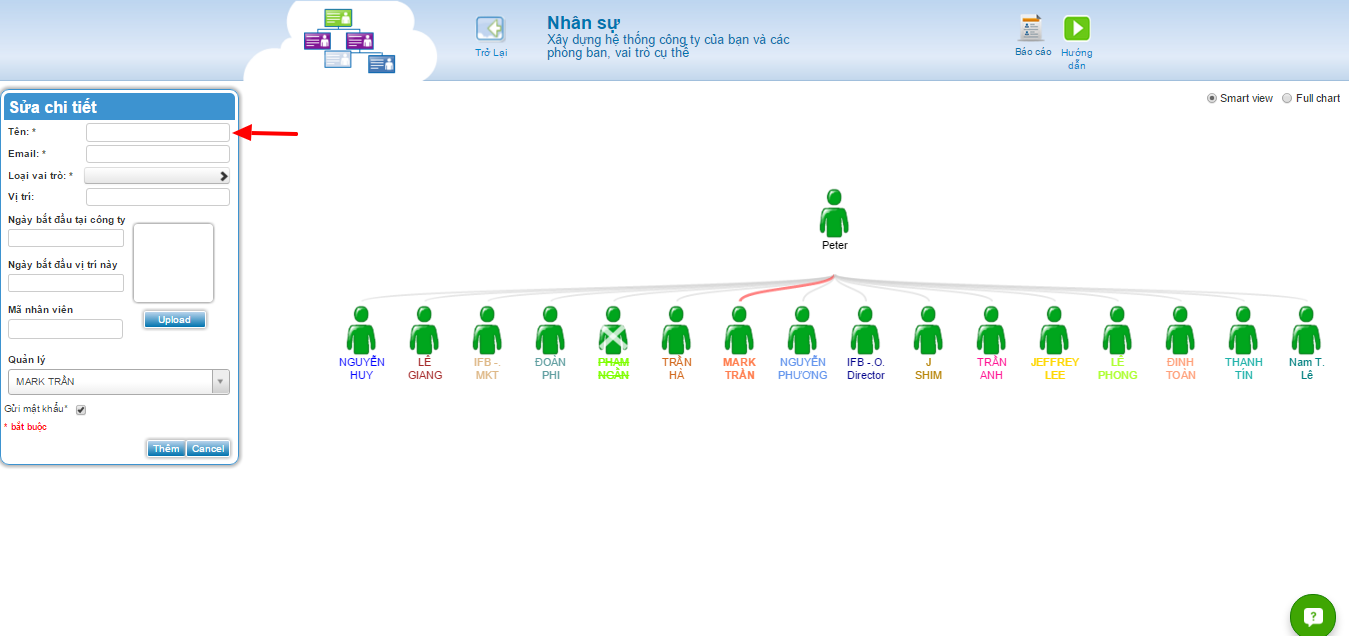 Trở Lại
Nhân sự
Xây dựng hệ thống công ty của bạn và các
phòng ban, vai trò cụ thể
Báo cáo
Hướng
dẫn
Sửa chi tiết
Tên: *
Email: *
Loại vai trò: *
Vị trí:
Ngày bắt đầu tại công ty
Ngày bắt đầu vị trí này
Mã nhân viên
Upload
Quản lý
MARK TRẦN
Gửi mật khẩu*
* bắt buộc
Thêm Cancel
Smart view Full chart
Peter
NGUYỄN
HUY
LÊ
GIANG
IFB -.
MKT
ĐOÀN
PHI
PHẠM
NGÂN
TRẦN
HÀ
MARK
TRẦN
NGUYỄN
PHƯƠNG
IFB -.O.
Director
J
SHIM
TRẦN
ANH
JEFFREY
LEE
LÊ
PHONG
ĐINH
TOẢN
THANH
TÍN
Nam T.
Lê
?